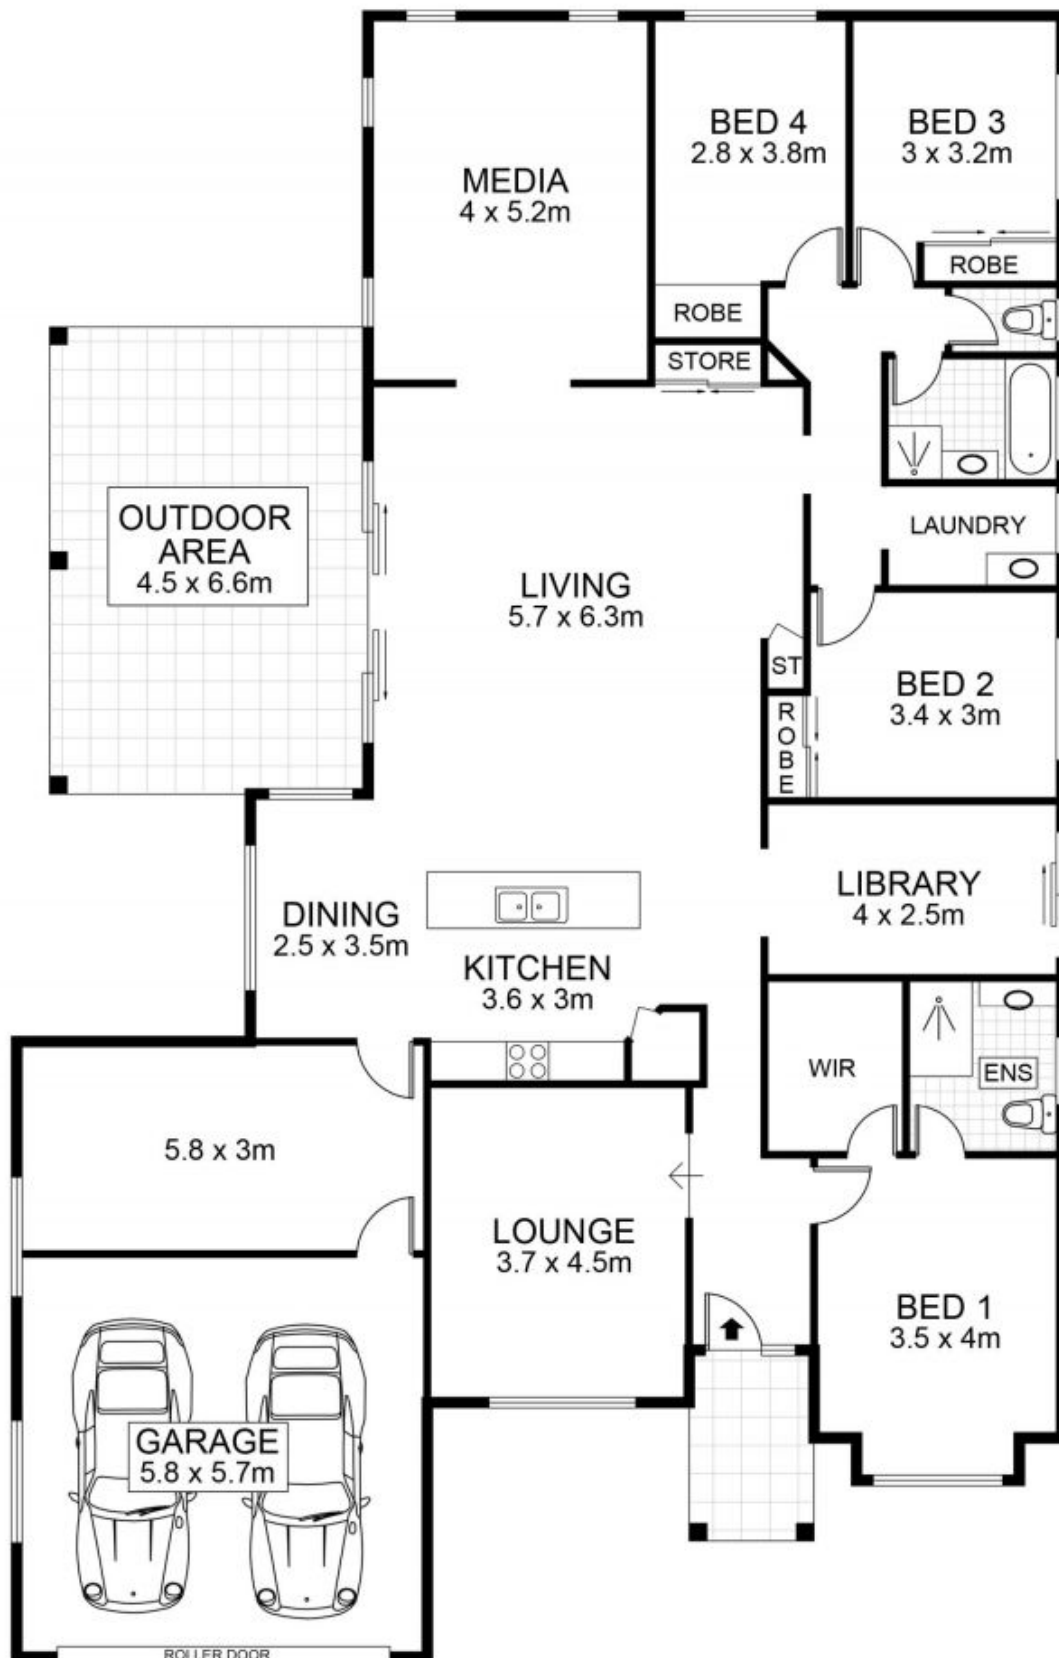 BED 4
2.8 x 3.8m
BED 3
3 x 3.2m
MEDIA
4 x 5.2m
ROBE
ROBE
STORE
OUTDOOR
AREA
4.5 x 6.6m
LAUNDRY
LIVING
5.7 x 6.3m
ST
BED 2
3.4 x 3m
ROBE
LIBRARY
4 x 2.5m
DINING
2.5 x 3.5m
KITCHEN
3.6 x 3m
WIR
ENS
5.8 x 3m
LOUNGE
3.7 x 4.5m
BED 1
3.5 x 4m
GARAGE
5.8 x 5.7m
ROLLER DOOR